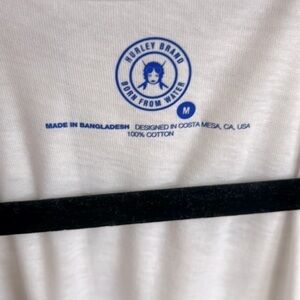 HURLEY BRAND
BORN FROM WATER
M
MADE IN BANGLADESH DESIGNED IN COSTA MESA, CA, USA
100% COTTON